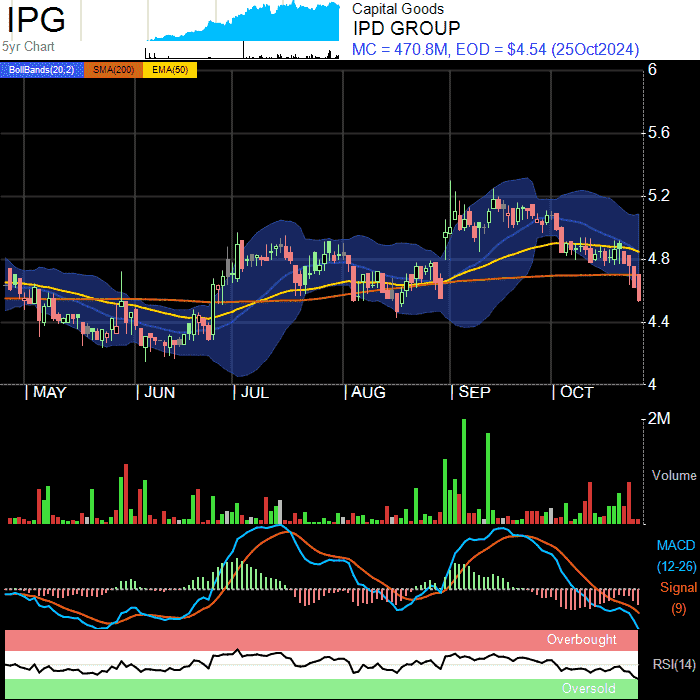 IPG
5yr Chart
Capital Goods
IPD GROUP
MC = 470.8M, EOD = $4.54 (25Oct2024)
BollBands(20,2) SMA(200) EMA(50)
6
5.6
5.2
4.8
4.4
4
MAY JUN JUL AUG SEP OCT
2M
Volume
MACD
(12-26)
Signal
(9)
Overbought
RSI(14)
Oversold